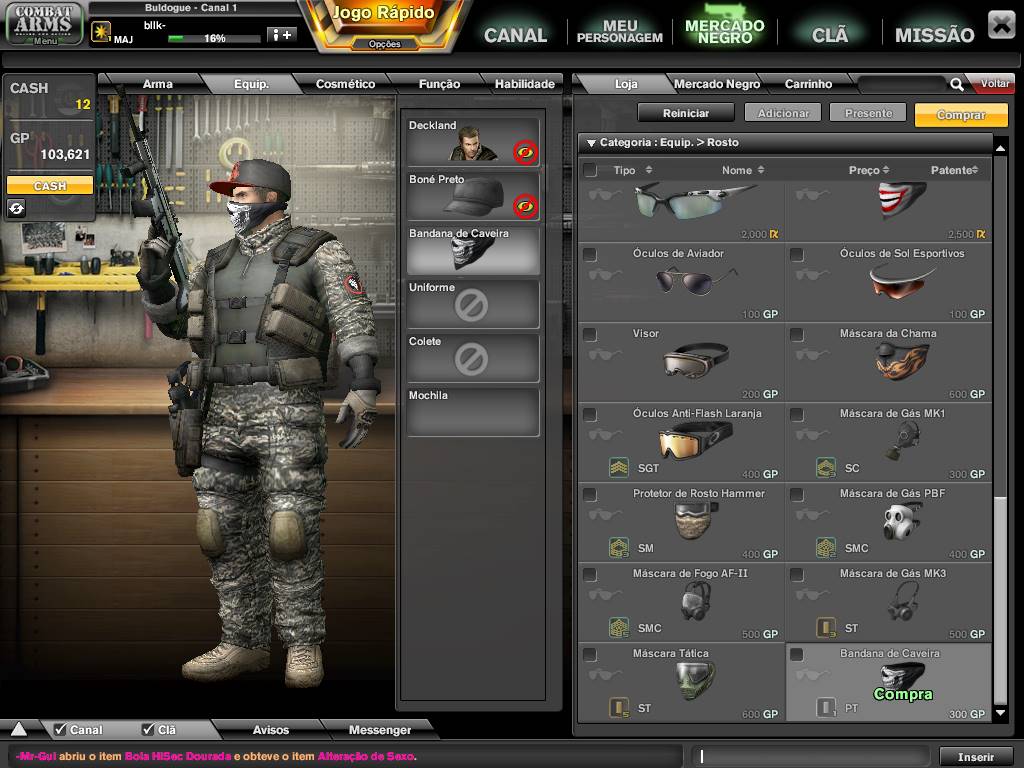 COMBAT ARMS
Menu
Buldogue - Canal 1
bllk-
MAJ
16%
Jogo Rápido
Opções
CANAL
MEU PERSONAGEM
MERCADO NEGRO
CLÃ
MISSÃO
CASH
12
GP
103,621
CASH
Arma
Equip.
Cosmético
Função
Habilidade
Deckland
Boné Preto
Bandana de Caveira
Uniforme
Colete
Mochila
Loja
Mercado Negro
Carrinho
Voltar
Reiniciar
Adicionar
Presente
Comprar
Categoria : Equip. > Rosto
Tipo
Nome
Preço
Patente
2,000
2,500
Óculos de Aviador
100 GP
Óculos de Sol Esportivos
100 GP
Visor
200 GP
Máscara da Chama
600 GP
Óculos Anti-Flash Laranja
SGT
400 GP
Máscara de Gás MK1
SC
300 GP
Protetor de Rosto Hammer
SM
400 GP
Máscara de Gás PBF
SMC
400 GP
Máscara de Fogo AF-II
SMC
500 GP
Máscara de Gás MK3
ST
500 GP
Máscara Tática
ST
600 GP
Bandana de Caveira
Compra
PT
300 GP
Canal
Clã
Avisos
Messenger
-Mr-Gui abriu o item Bola HiSec Dourada e obteve o item Alteração de Sexo.
Inserir